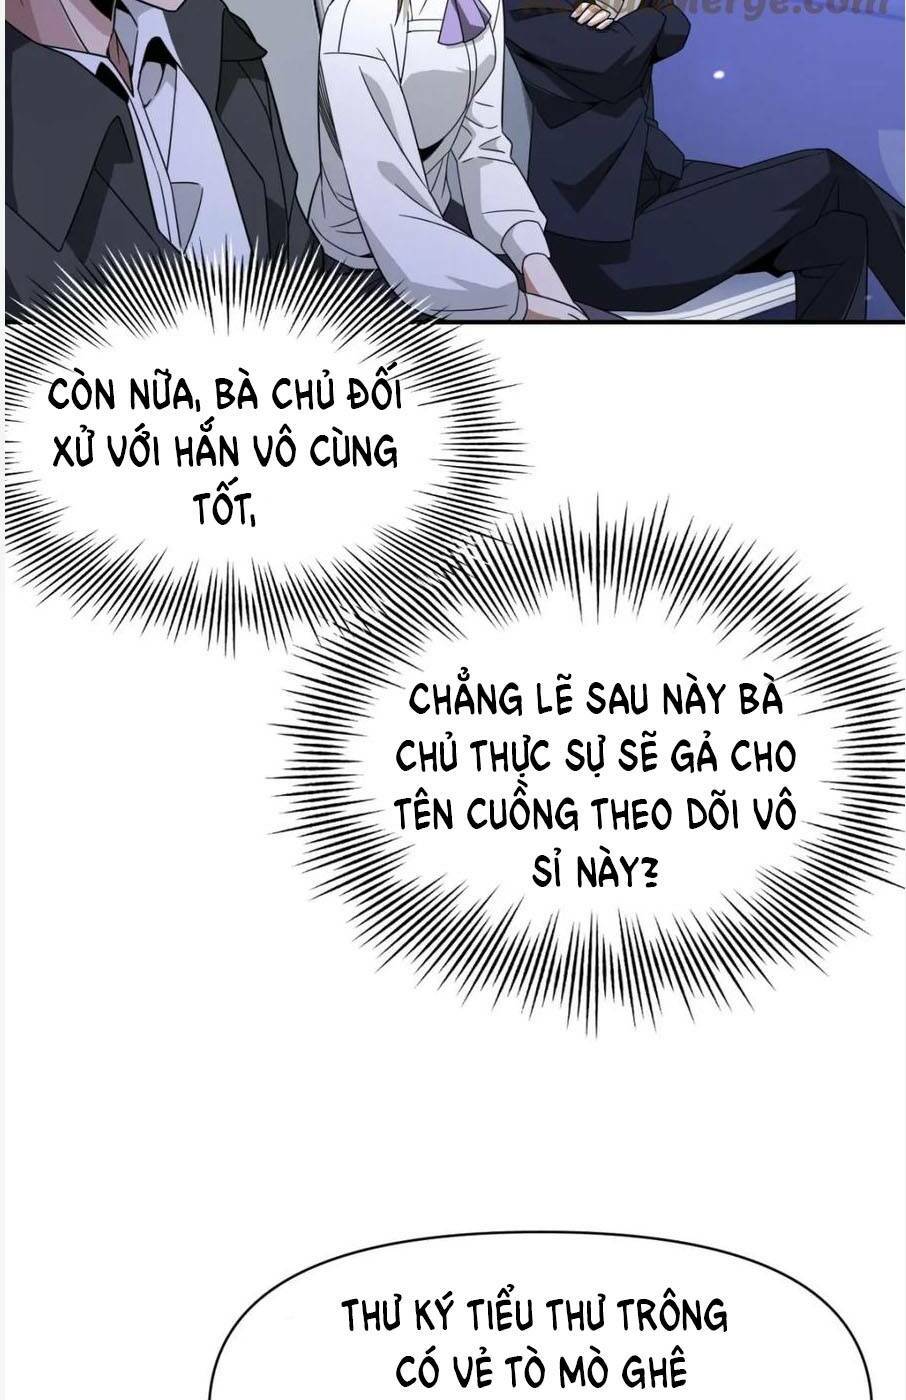 CÒN NỮA, BÀ CHỦ ĐỐI
XỬ VỚI HẮN VÔ CÙNG
TỐT,
CHẲNG LẼ SAU NÀY BÀ
CHỦ THỰC SỰ SẼ GẢ CHO
TÊN CUỒNG THEO DÕI VÔ
SỈ NÀY?
THƯ KÝ TIỂU THƯ TRÔNG
CÓ VẺ TÒ MÒ GHÊ